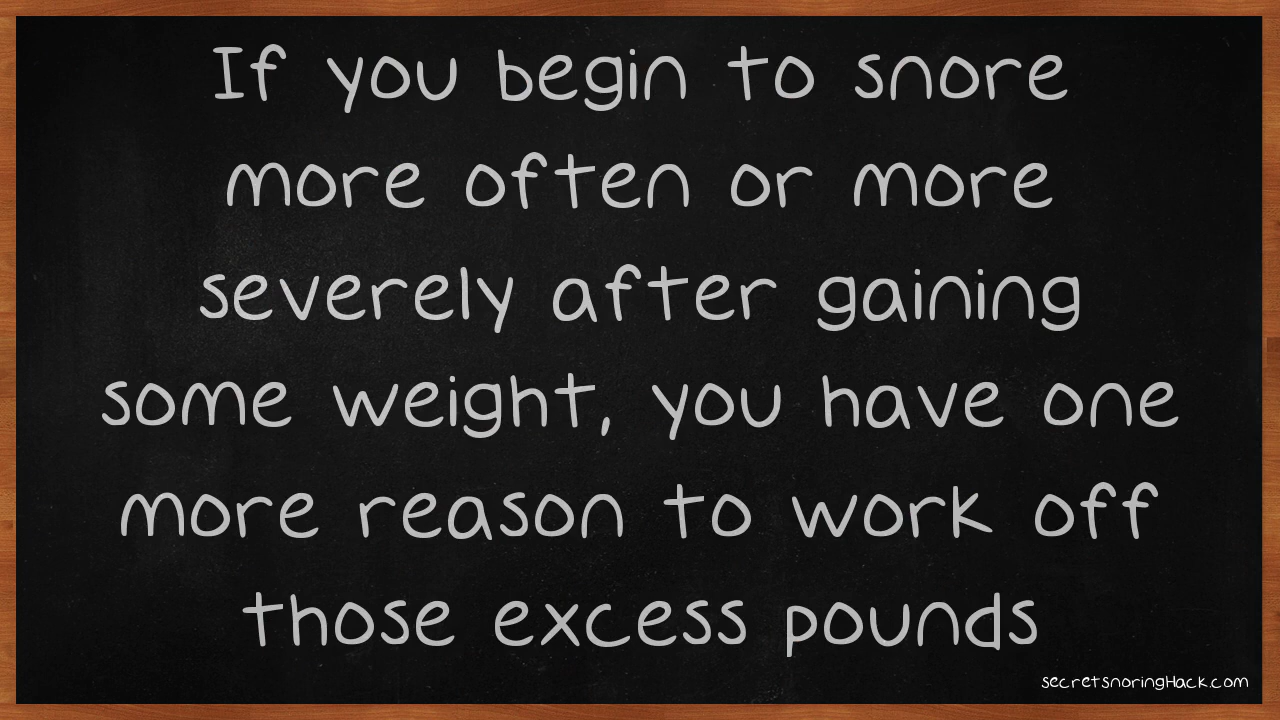 If you begin to snore
more often or more
severely after gaining
some weight, you have one
more reason to work off
those excess pounds
secretsnoringHack.com